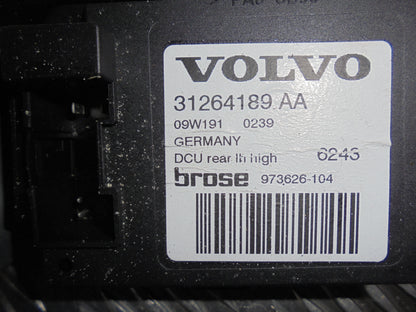 VOLVO
31264189 AA
09W191 0239
GERMANY
DCU rear lh high 6243
brose 973626-104